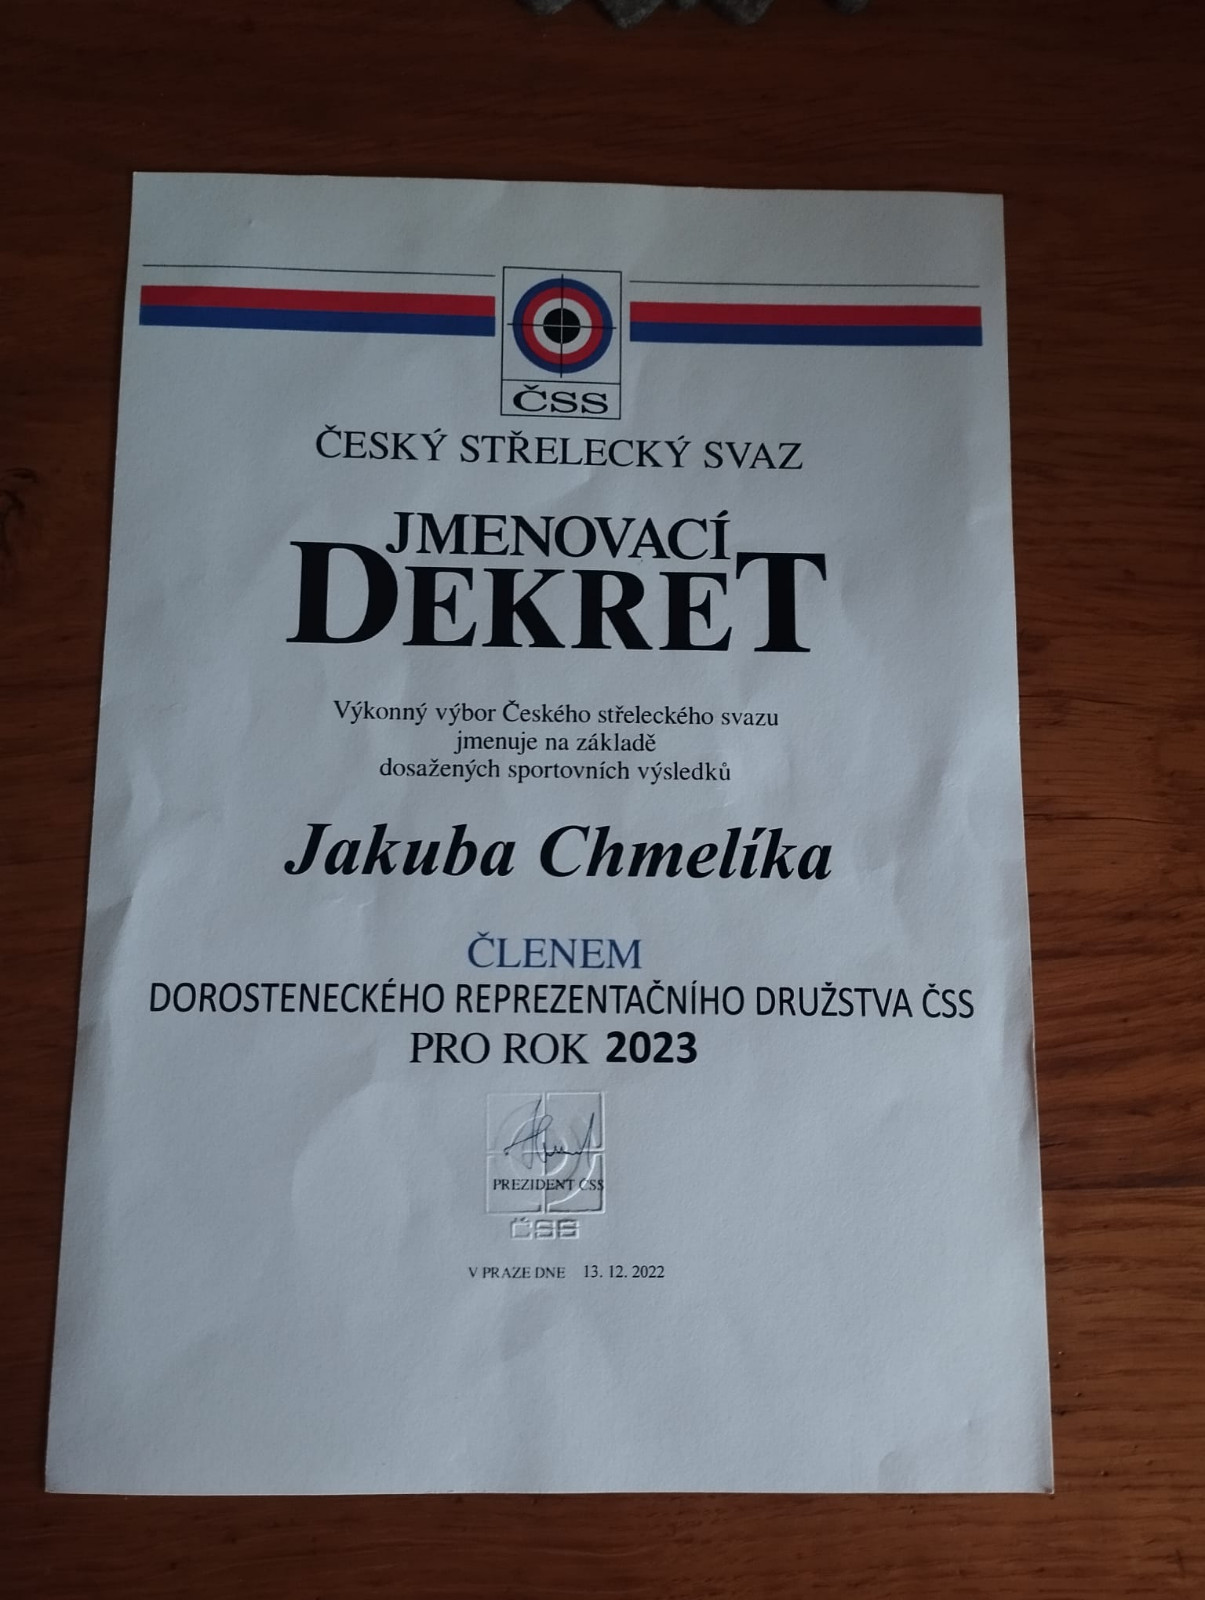 ČSS
ČESKÝ STŘELECKÝ SVAZ
JMENOVACÍ
DEKRET
Výkonný výbor Českého střeleckého svazu
jmenuje na základě
dosažených sportovních výsledků
Jakuba Chmelíka
ČLENEM
DOROSTENECKÉHO REPREZENTAČNÍHO DRUŽSTVA ČSS
PRO ROK 2023
PREZIDENT ČSS
ČSS
V PRAZE DNE 13. 12. 2022